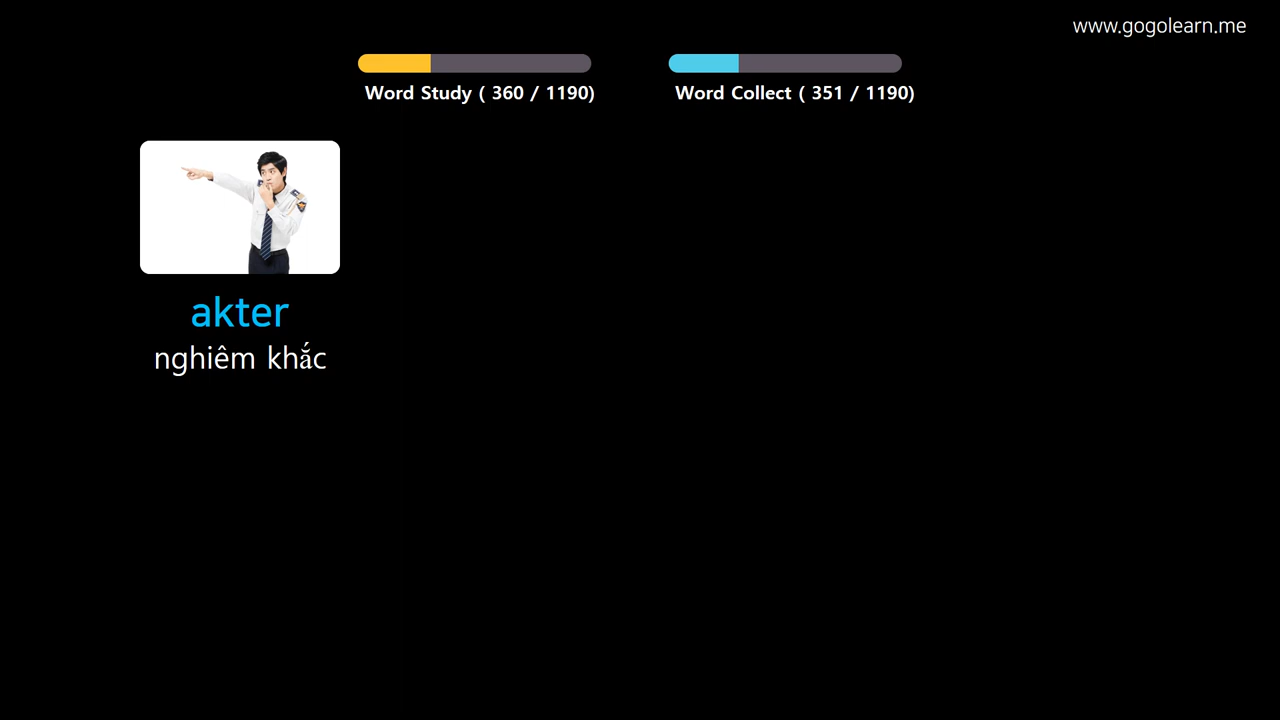 www.gogolearn.me
Word Study ( 360 / 1190)
Word Collect ( 351 / 1190)
akter
nghiêm khắc